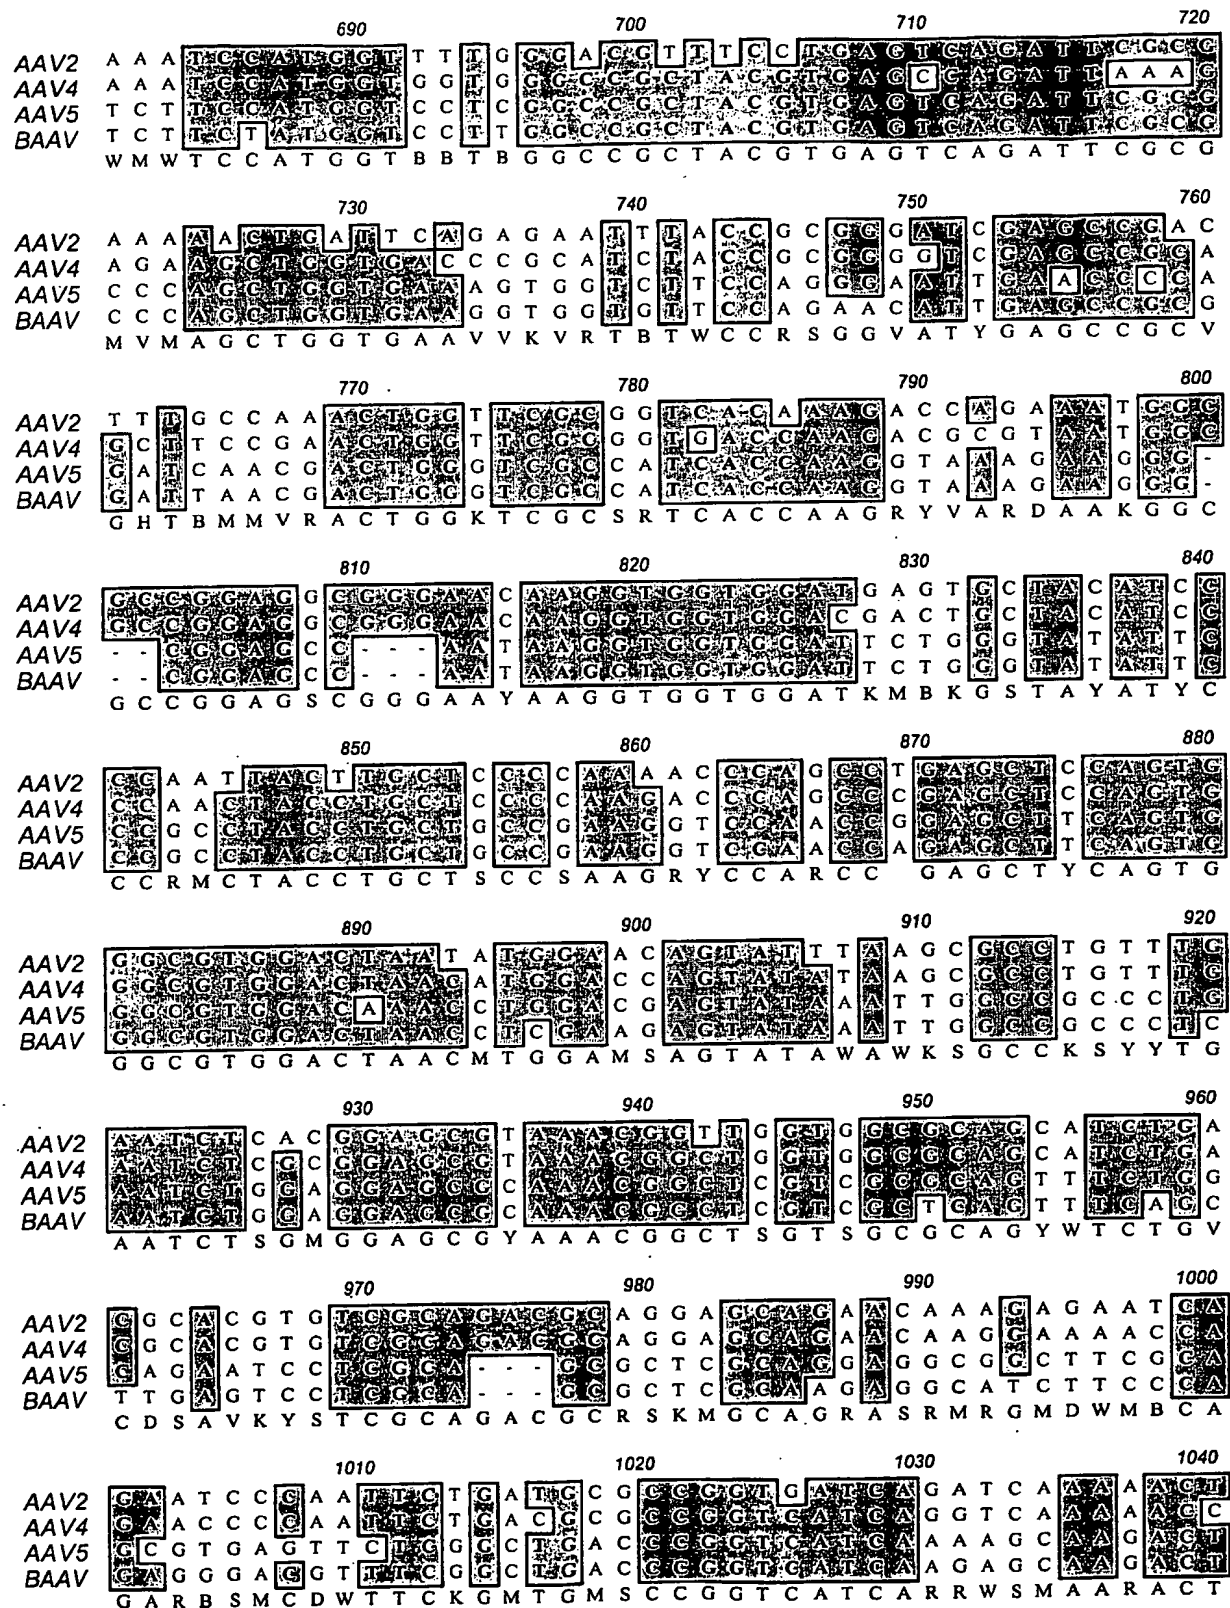 690 700 710 720
AAV2 A A A T C C A T G G T T T T G G G A C G T T T C C T G A G T C A G A T T C G C G
AAV4 A A A T C C A T G G T G G T G G G C C G C T A C G T G A G C C A G A T T A A A G
AAV5 T C T T C C A T G G T C C T C G G C C G C T A C G T G A G T C A G A T T C G C G
BAAV T C T T C T A T G G T C C T T G G C C G C T A C G T G A G T C A G A T T C G C G
W M W T C C A T G G T B B T B G G C C G C T A C G T G A G T C A G A T T C G C G
730 740 750 760
AAV2 A A A A A C T G A T T C A G A G A A T T T A C C G C G G G A T C G A G C C G A C
AAV4 A G A A G C T G G T G A C C C G C A T C T A C C G C G G G G T C G A G C C G C A
AAV5 C C C A G C T G G T G A A A G T G G T C T T C C A G G G A A T T G A A C C C G A
BAAV C C C A G C T G G T G A A G G T G G T G T T C C A G A A C A T T G A G C C G C G
M V M A G C T G G T G A A V V K V R T B T W C C R S G G V A T Y G A G C C G C V
770 780 790 800
AAV2 T T T G C C A A A C T G G T T C G C G G T C A C A A A G A C C A G A A A T G G C
AAV4 G C T T C C G A A C T G G T T C G C G G T G A C C A A G A C G C G T A A T G G C
AAV5 G A T C A A C G A C T G G G T C G C C A T C A C C A A G G T A A A G A A G G G -
BAAV G A T T A A C G A C T G G G T C G C C A T C A C C A A G G T A A A G A A G G G -
G H T B M M V R A C T G G K T C G C S R T C A C C A A G R Y V A R D A A K G G C
810 820 830 840
AAV2 G C C G G A G G C G G G A A C A A G G T G G T G G A T G A G T G C T A C A T C C
AAV4 G C C G G A G G C G G G A A C A A G G T G G T G G A C G A C T G C T A C A T C C
AAV5 - - C G G A G C C - - - A A T A A G G T G G T G G A T T C T G G G T A T A T T C
BAAV - - C G G A G C C - - - A A T A A G G T G G T G G A T T C T G G G T A T A T T C
G C C G G A G S C G G G A A Y A A G G T G G T G G A T K M B K G S T A Y A T Y C
850 860 870 880
AAV2 C C A A T T A C T T G C T C C C C A A A A C C C A G C C T G A G C T C C A G T G
AAV4 C C A A C T A C C T G C T C C C C A A G A C C C A G C C C G A G C T C C A G T G
AAV5 C C G C C T A C C T G C T G C C G A A G G T C C A A C C G G A G C T T C A G T G
BAAV C C G C C T A C C T G C T G C C G A A G G T C C A A C C A G A G C T T C A G T G
C C R M C T A C C T G C T S C C S A A G R Y C C A R C C G A G C T Y C A G T G
890 900 910 920
AAV2 G G C G T G G A C T A A T A T G G A A C A G T A T T T A A G C G C C T G T T T G
AAV4 G G C G T G G A C T A A C A T G G A C C A G T A T A T A A G C G C C T G T T T G
AAV5 G G C G T G G A C A A A C C T G G A C G A G T A T A A A T T G G C C G C C C T G
BAAV G G C G T G G A C T A A C C T C G A A G A G T A T A A A T T G G C C G C C C T C
G G C G T G G A C T A A C M T G G A M S A G T A T A W A W K S G C C K S Y Y T G
930 940 950 960
AAV2 A A T C T C A C G G A G C G T A A A C G G T T G G T G G C G C A G C A T C T G A
AAV4 A A T C T C G C G G A G C G T A A A C G G C T G G T G G C G C A G C A T C T G A
AAV5 A A T C T G G A G G A G C G C A A A C G G C T C G T C G C G C A G T T T C T G G
BAAV A A T C T G G A G G A G C G C A A A C G G C T C G T C G C T C A G T T T C A G C
A A T C T S G M G G A G C G Y A A A C G G C T S G T S G C G C A G Y W T C T G V
970 980 990 1000
AAV2 C G C A C G T G T C G C A G A C G C A G G A G C A G A A C A A A G A G A A T C A
AAV4 C G C A C G T G T C G C A G A C G C A G G A G C A G A A C A A G G A A A A C C A
AAV5 C A G A A T C C T C G C A - - - G C G C T C G C A G G A G G C G G C T T C G C A
BAAV T T G A G T C C T C G C A - - - G C G C T C G C A A G A G G C A T C T T C C C A
C D S A V K Y S T C G C A G A C G C R S K M G C A G R A S R M R G M D W M B C A
1010 1020 1030 1040
AAV2 G A A T C C C A A T T C T G A T G C G C C G G T G A T C A G A T C A A A A A C T
AAV4 G A A C C C C A A T T C T G A C G C G C C G G T C A T C A G G T C A A A A A C C
AAV5 G C G T G A G T T C T C G G C T G A C C C G G T C A T C A A A A G C A A G A C T
BAAV G A G G G A C G T T T C G G C T G A C C C G G T C A T C A A G A G C A A G A C T
G A R B S M C D W T T C K G M T G M S C C G G T C A T C A R R W S M A A R A C T